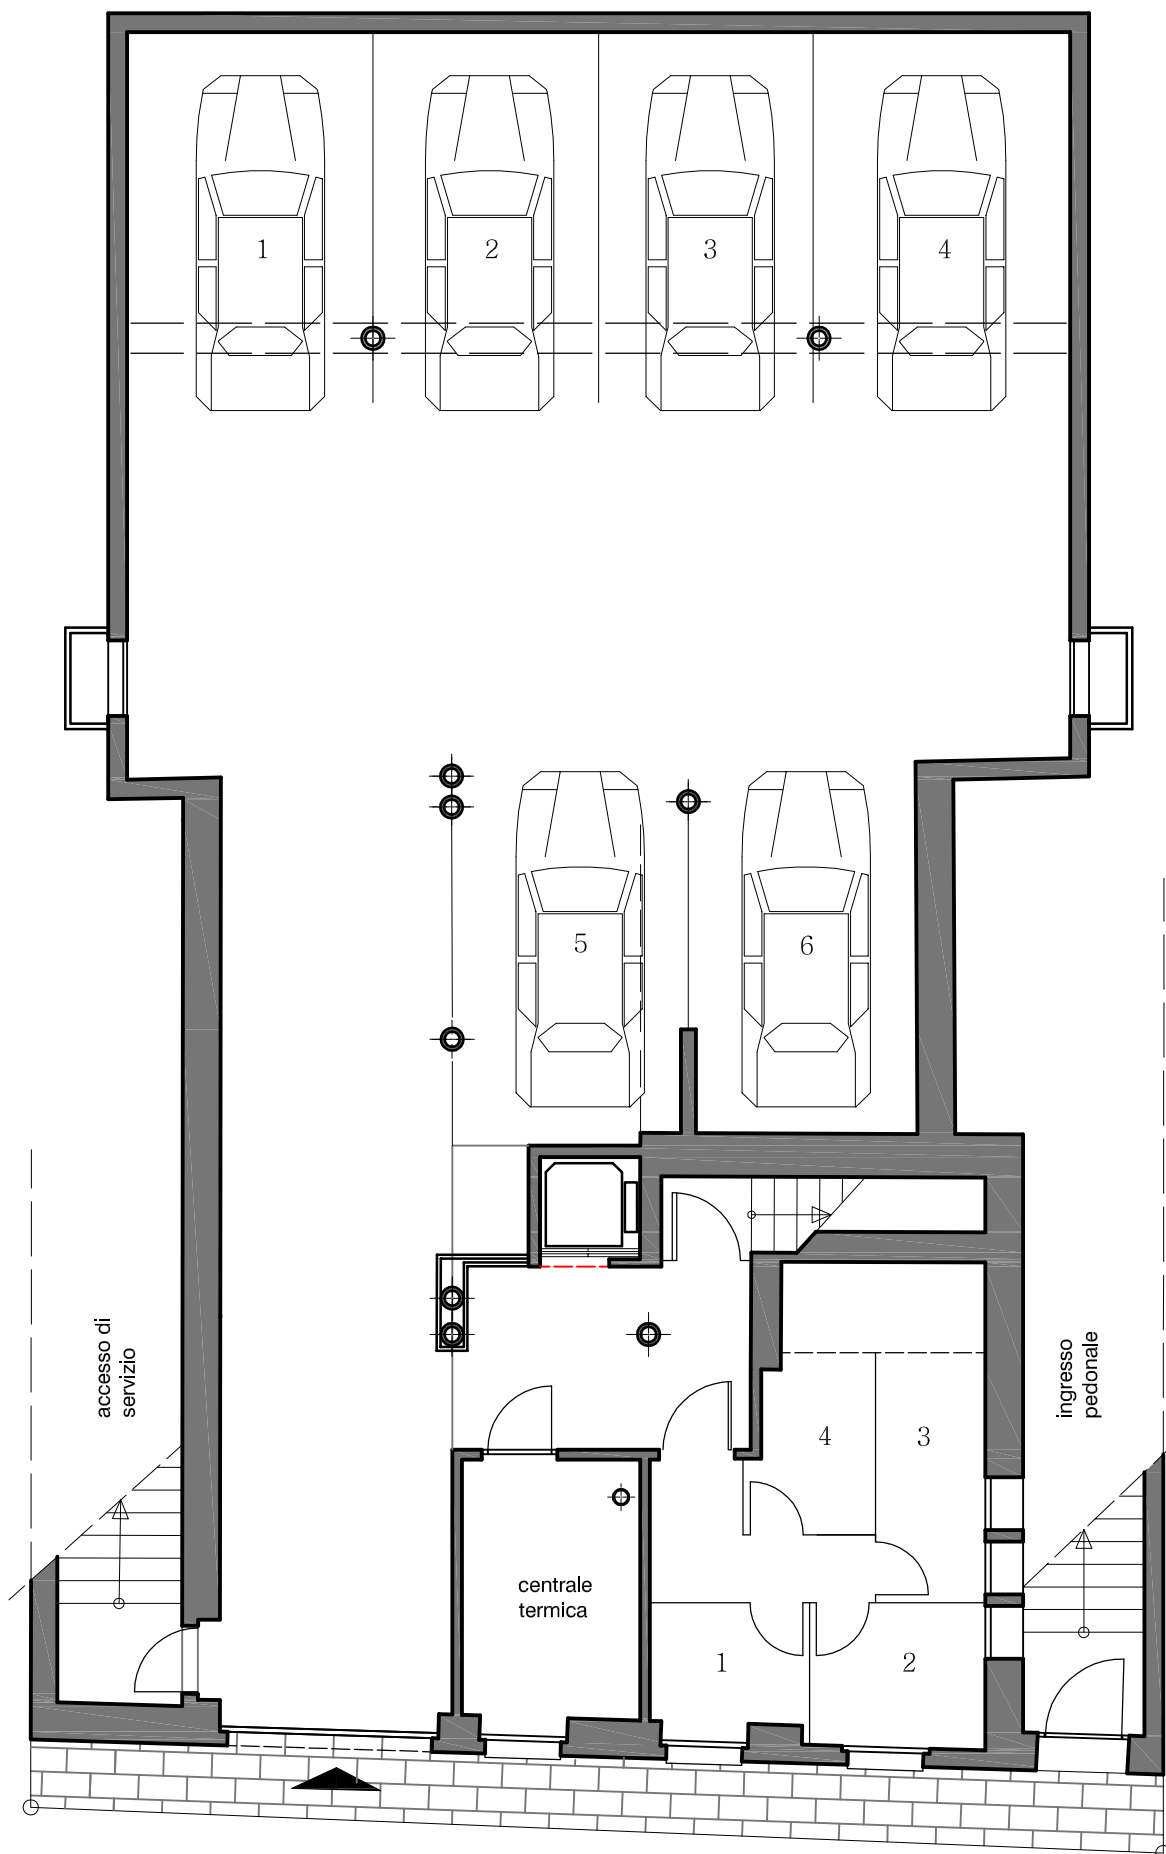 1
2
3
4
5
6
accesso di
servizio
ingresso
pedonale
4
3
centrale
termica
1
2